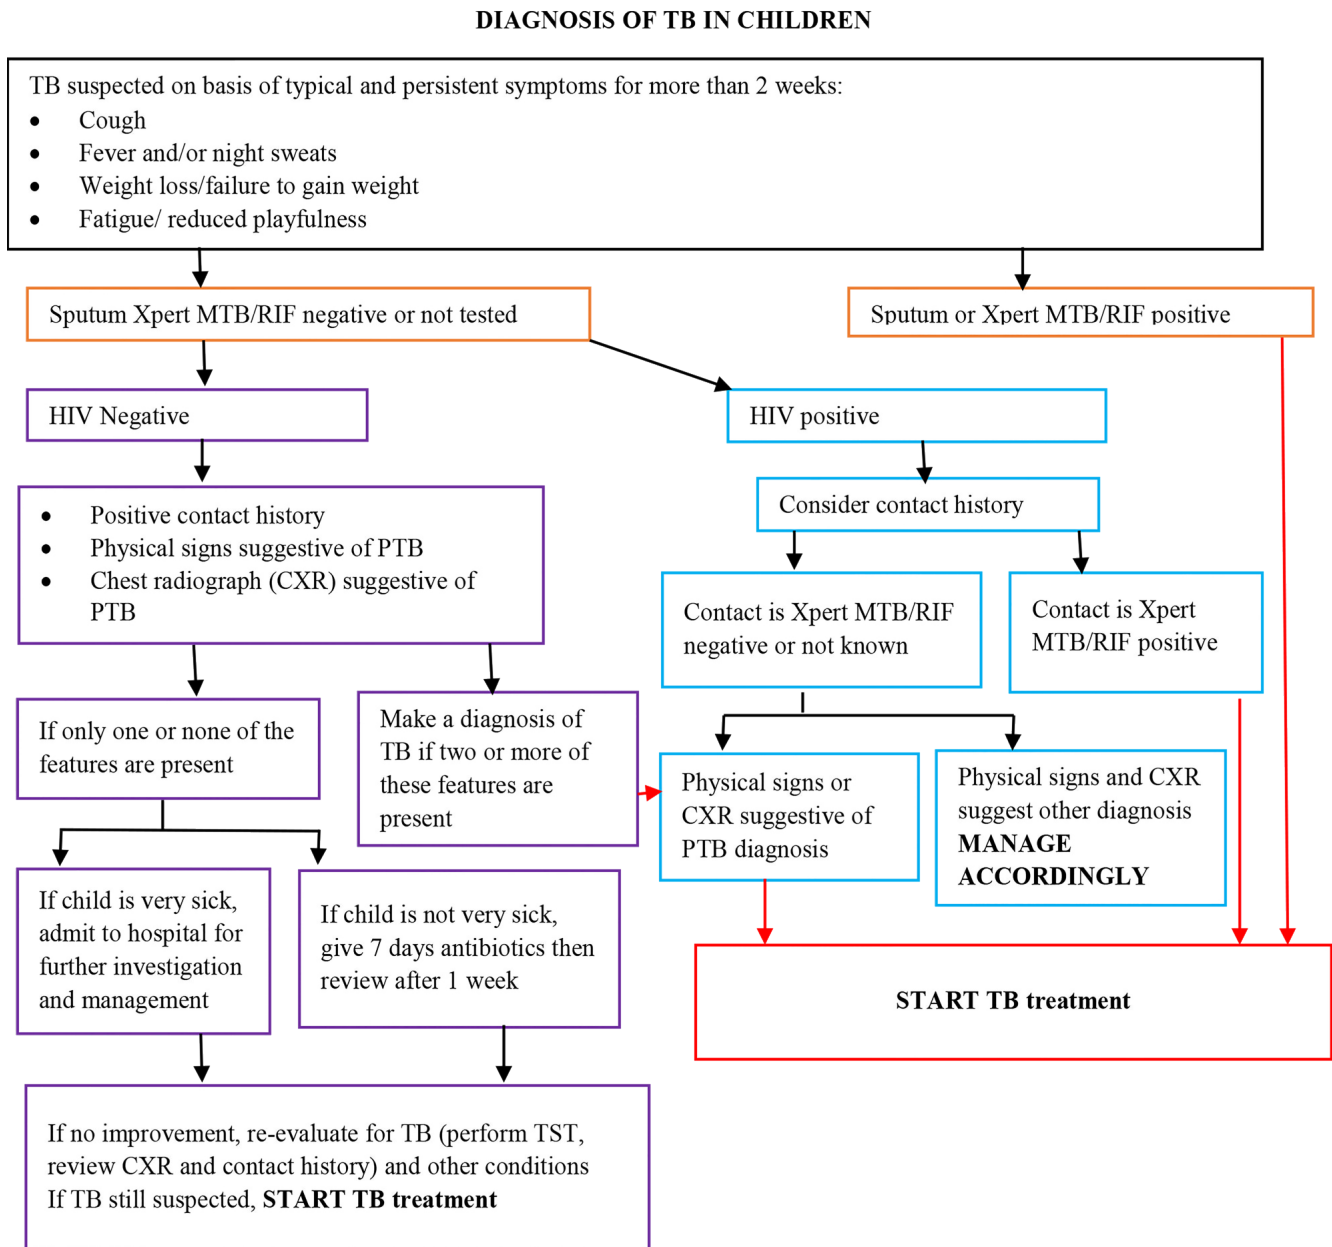 DIAGNOSIS OF TB IN CHILDREN
TB suspected on basis of typical and persistent symptoms for more than 2 weeks:
• Cough
• Fever and/or night sweats
• Weight loss/failure to gain weight
• Fatigue/ reduced playfulness
Sputum Xpert MTB/RIF negative or not tested
Sputum or Xpert MTB/RIF positive
HIV Negative
HIV positive
• Positive contact history
• Physical signs suggestive of PTB
• Chest radiograph (CXR) suggestive of
PTB
Consider contact history
Contact is Xpert MTB/RIF
negative or not known
Contact is Xpert
MTB/RIF positive
If only one or none of the
features are present
Make a diagnosis of
TB if two or more of
these features are
present
Physical signs or
CXR suggestive of
PTB diagnosis
Physical signs and CXR
suggest other diagnosis
MANAGE
ACCORDINGLY
If child is very sick,
admit to hospital for
further investigation
and management
If child is not very sick,
give 7 days antibiotics then
review after 1 week
START TB treatment
If no improvement, re-evaluate for TB (perform TST,
review CXR and contact history) and other conditions
If TB still suspected, START TB treatment